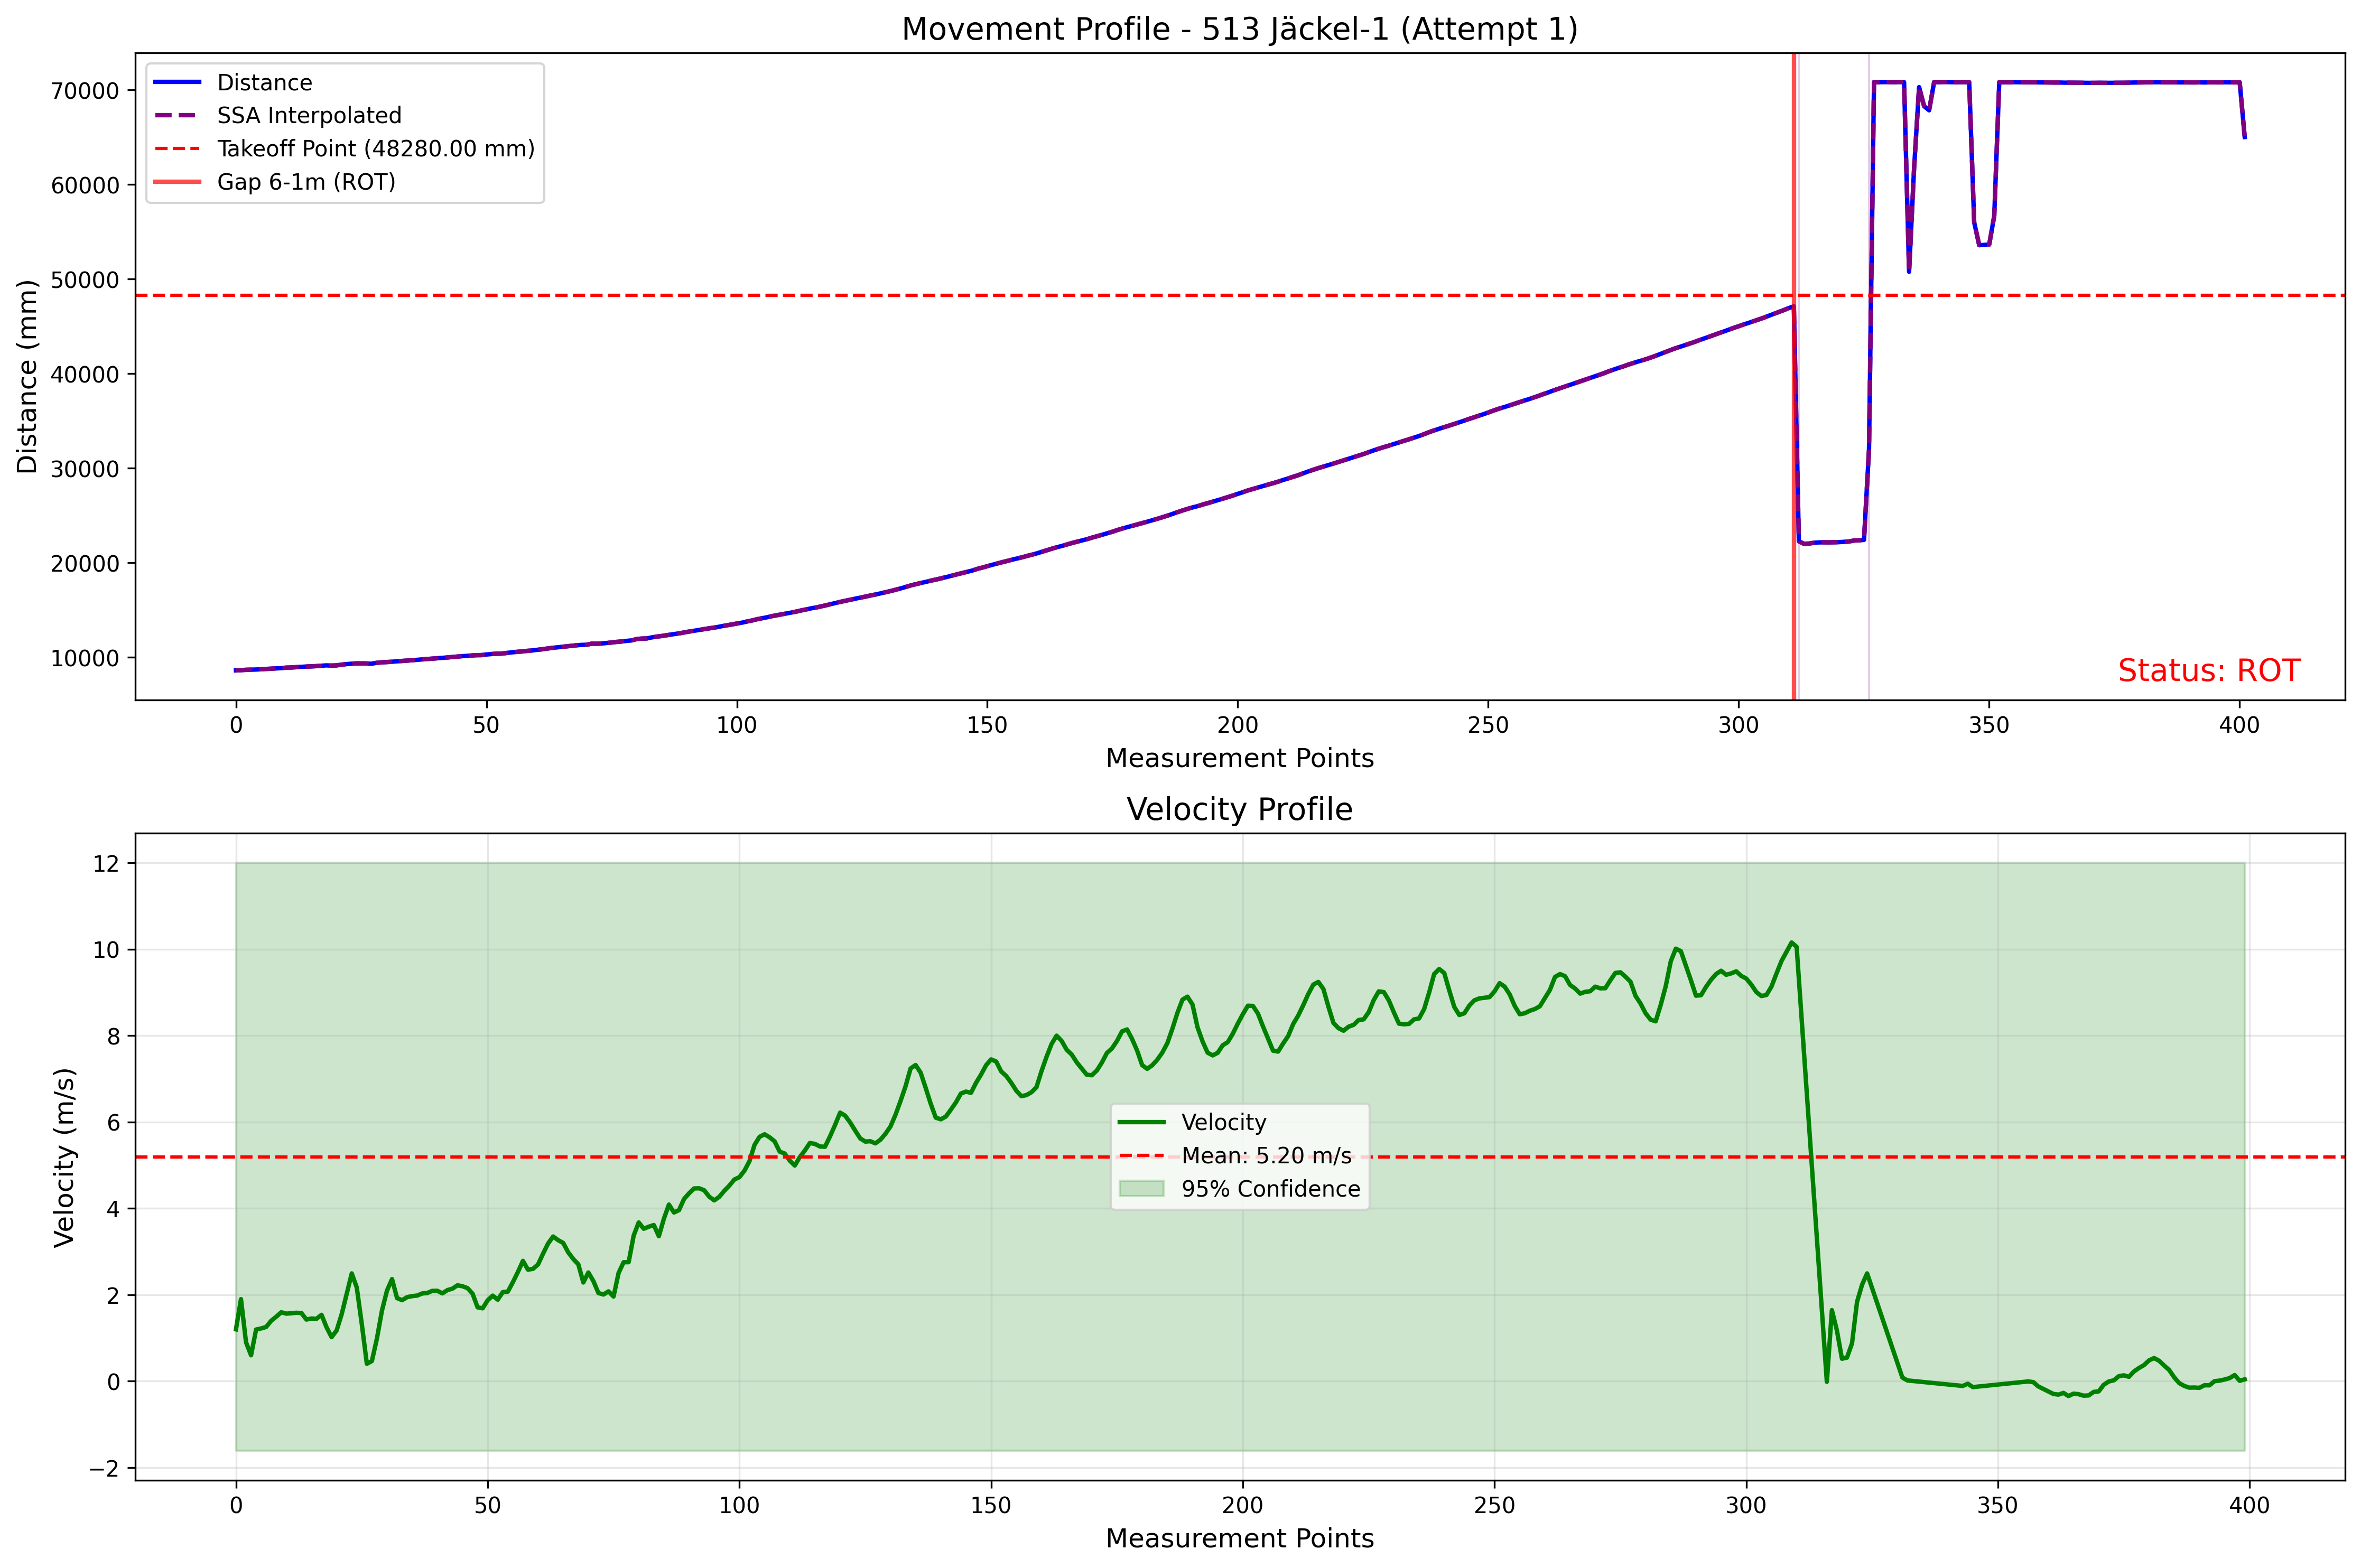 Movement Profile - 513 Jäckel-1 (Attempt 1)
Distance (mm)
70000
60000
50000
40000
30000
20000
10000
Distance
SSA Interpolated
Takeoff Point (48280.00 mm)
Gap 6-1m (ROT)
Status: ROT
0 50 100 150 200 250 300 350 400
Measurement Points
Velocity Profile
Velocity (m/s)
12
10
8
6
4
2
0
−2
Velocity
Mean: 5.20 m/s
95% Confidence
0 50 100 150 200 250 300 350 400
Measurement Points